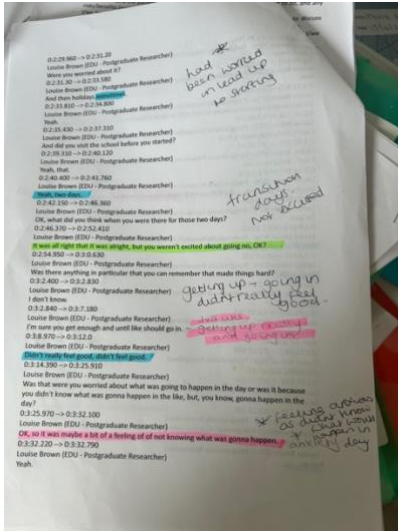 0:2:29.960 --> 0:2:31.20
Louise Brown (EDU - Postgraduate Researcher)
Were you worried about it?
0:2:31.30 --> 0:2:33.580
Louise Brown (EDU - Postgraduate Researcher)
And then holidays
0:2:33.810 --> 0:2:34.800
Louise Brown (EDU - Postgraduate Researcher)
Yeah.
0:2:35.430 --> 0:2:37.310
Louise Brown (EDU - Postgraduate Researcher)
And did you visit the school before you started?
0:2:39.310 --> 0:2:40.120
Louise Brown (EDU - Postgraduate Researcher)
Yeah, that.
0:2:40.400 --> 0:2:41.760
Louise Brown (EDU - Postgraduate Researcher)
Yeah, two days.
0:2:42.150 --> 0:2:46.360
Louise Brown (EDU - Postgraduate Researcher)
OK, what did you think when you were there for those two days?
0:2:46.370 --> 0:2:52.410
Louise Brown (EDU - Postgraduate Researcher)
It was all right that it was alright, but you weren't excited about going no, OK?
0:2:54.950 --> 0:3:0.630
Louise Brown (EDU - Postgraduate Researcher)
Was there anything in particular that you can remember that made things hard?
0:3:2.400 --> 0:3:2.830
Louise Brown (EDU - Postgraduate Researcher)
I don't know.
0:3:2.840 --> 0:3:7.180
Louise Brown (EDU - Postgraduate Researcher)
I'm sure you get enough and until like should go in.
0:3:8.970 --> 0:3:12.0
Louise Brown (EDU - Postgraduate Researcher)
Didn't really feel good, didn't feel good.
0:3:14.390 --> 0:3:25.910
Louise Brown (EDU - Postgraduate Researcher)
Was that were you worried about what was going to happen in the day or was it because
you didn't know what was gonna happen in the like, but, you know, gonna happen in the
day?
0:3:25.970 --> 0:3:32.100
Louise Brown (EDU - Postgraduate Researcher)
OK, so it was maybe a bit of a feeling of of not knowing what was gonna happen.
0:3:32.220 --> 0:3:32.790
Louise Brown (EDU - Postgraduate Researcher)
Yeah.
had
been worried
in lead up
to starting
transition
days -
not excited
getting up + going in
didn't really feel
good.
getting up
and going in
* feeling anxious
as didn't know
* what would
happen in
day
anxiety